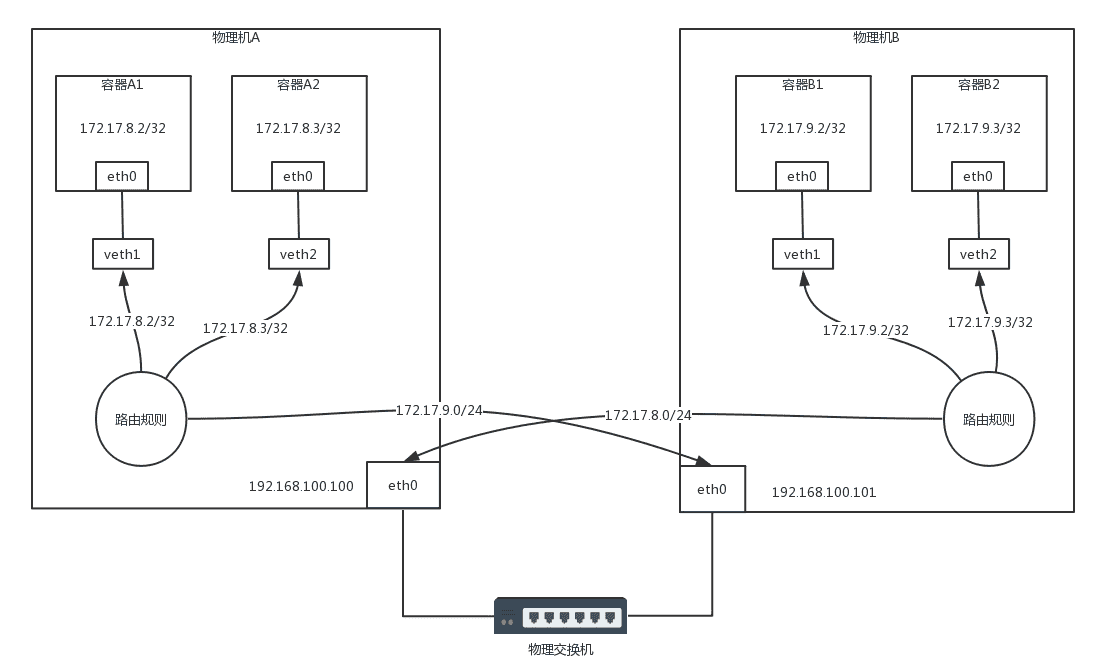 物理机A
容器A1
172.17.8.2/32
eth0
容器A2
172.17.8.3/32
eth0
veth1
veth2
172.17.8.2/32
172.17.8.3/32
路由规则
172.17.9.0/24
192.168.100.100
eth0
物理机B
容器B1
172.17.9.2/32
eth0
容器B2
172.17.9.3/32
eth0
veth1
veth2
172.17.9.2/32
172.17.9.3/32
路由规则
172.17.8.0/24
eth0
192.168.100.101
物理交换机